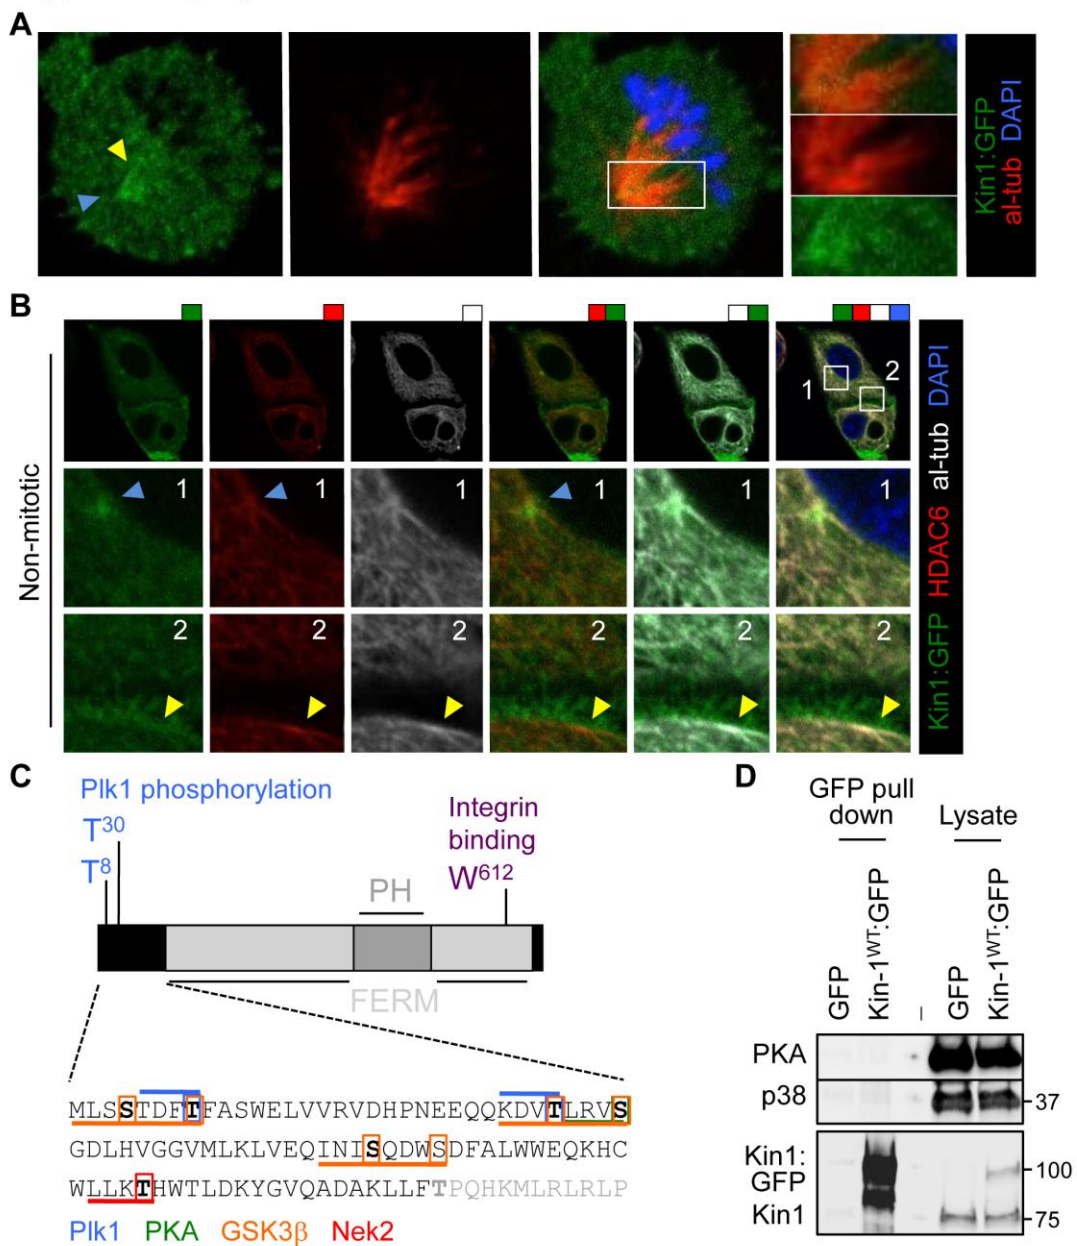 A
Kin1:GFP
al-tub DAPI
B
Non-mitotic
1
2
1
1
1
1
1
2
2
2
2
2
2
Kin1:GFP HDAC6 al-tub DAPI
C
Plk1 phosphorylation
T30
T8
Integrin
binding
W612
PH
FERM
MLSSTDFTFASWELVVRVDHPNEEQQKDVTLRVS
GDLHVGGVMLKLVEQINISQDWSDFALWWEQKHC
WLLKTHWTLDKYGVQADAKLLFTPQHKMLRLRLP
Plk1 PKA GSK3β Nek2
D
GFP pull
down
Lysate
GFP
Kin-1WT:GFP
GFP
Kin-1WT:GFP
PKA
p38
37
Kin1:
GFP
100
Kin1
75